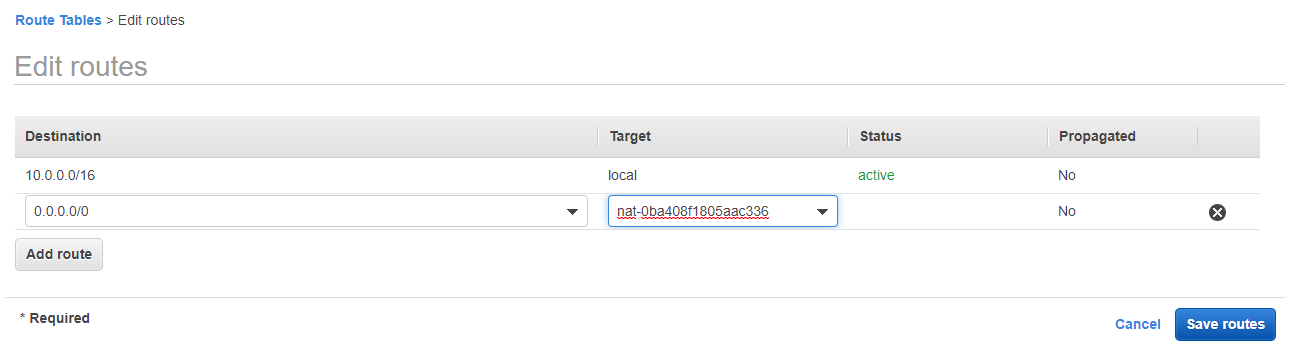 Route Tables > Edit routes
Edit routes
Destination Target Status Propagated
10.0.0.0/16 local active No
0.0.0.0/0 nat-0ba408f1805aac336 No
Add route
* Required
Cancel Save routes